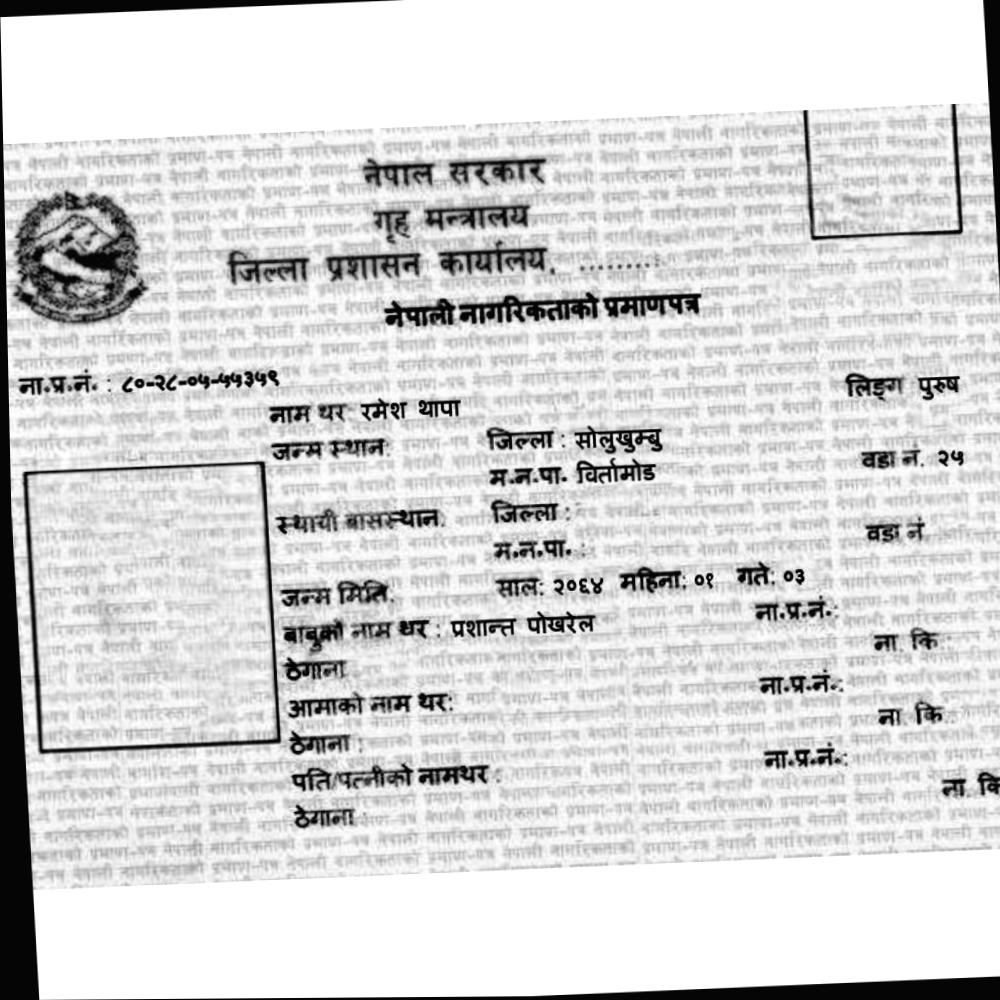 नेपाल सरकार
गृह मन्त्रालय
जिल्ला प्रशासन कार्यालय, .........
नेपाली नागरिकताको प्रमाणपत्र
ना.प्र.नं. : ८०-२८-०५-५५३५९
लिङ्ग पुरुष
नाम थर: रमेश थापा
जन्म स्थान: जिल्ला : सोलुखुम्बु
म.न.पा. विर्तामोड वडा नं. २५
स्थायी बासस्थान: जिल्ला :
म.न.पा. : वडा नं.
जन्म मिति: साल: २०६४ महिना: ०१ गते: ०३
बाबुको नाम थर : प्रशान्त पोखरेल ना.प्र.नं.:
ठेगाना ना. कि.:
आमाको नाम थर: ना.प्र.नं.:
ठेगाना : ना. कि.
पति/पत्नीको नामथर : ना.प्र.नं.:
ठेगाना : ना. कि